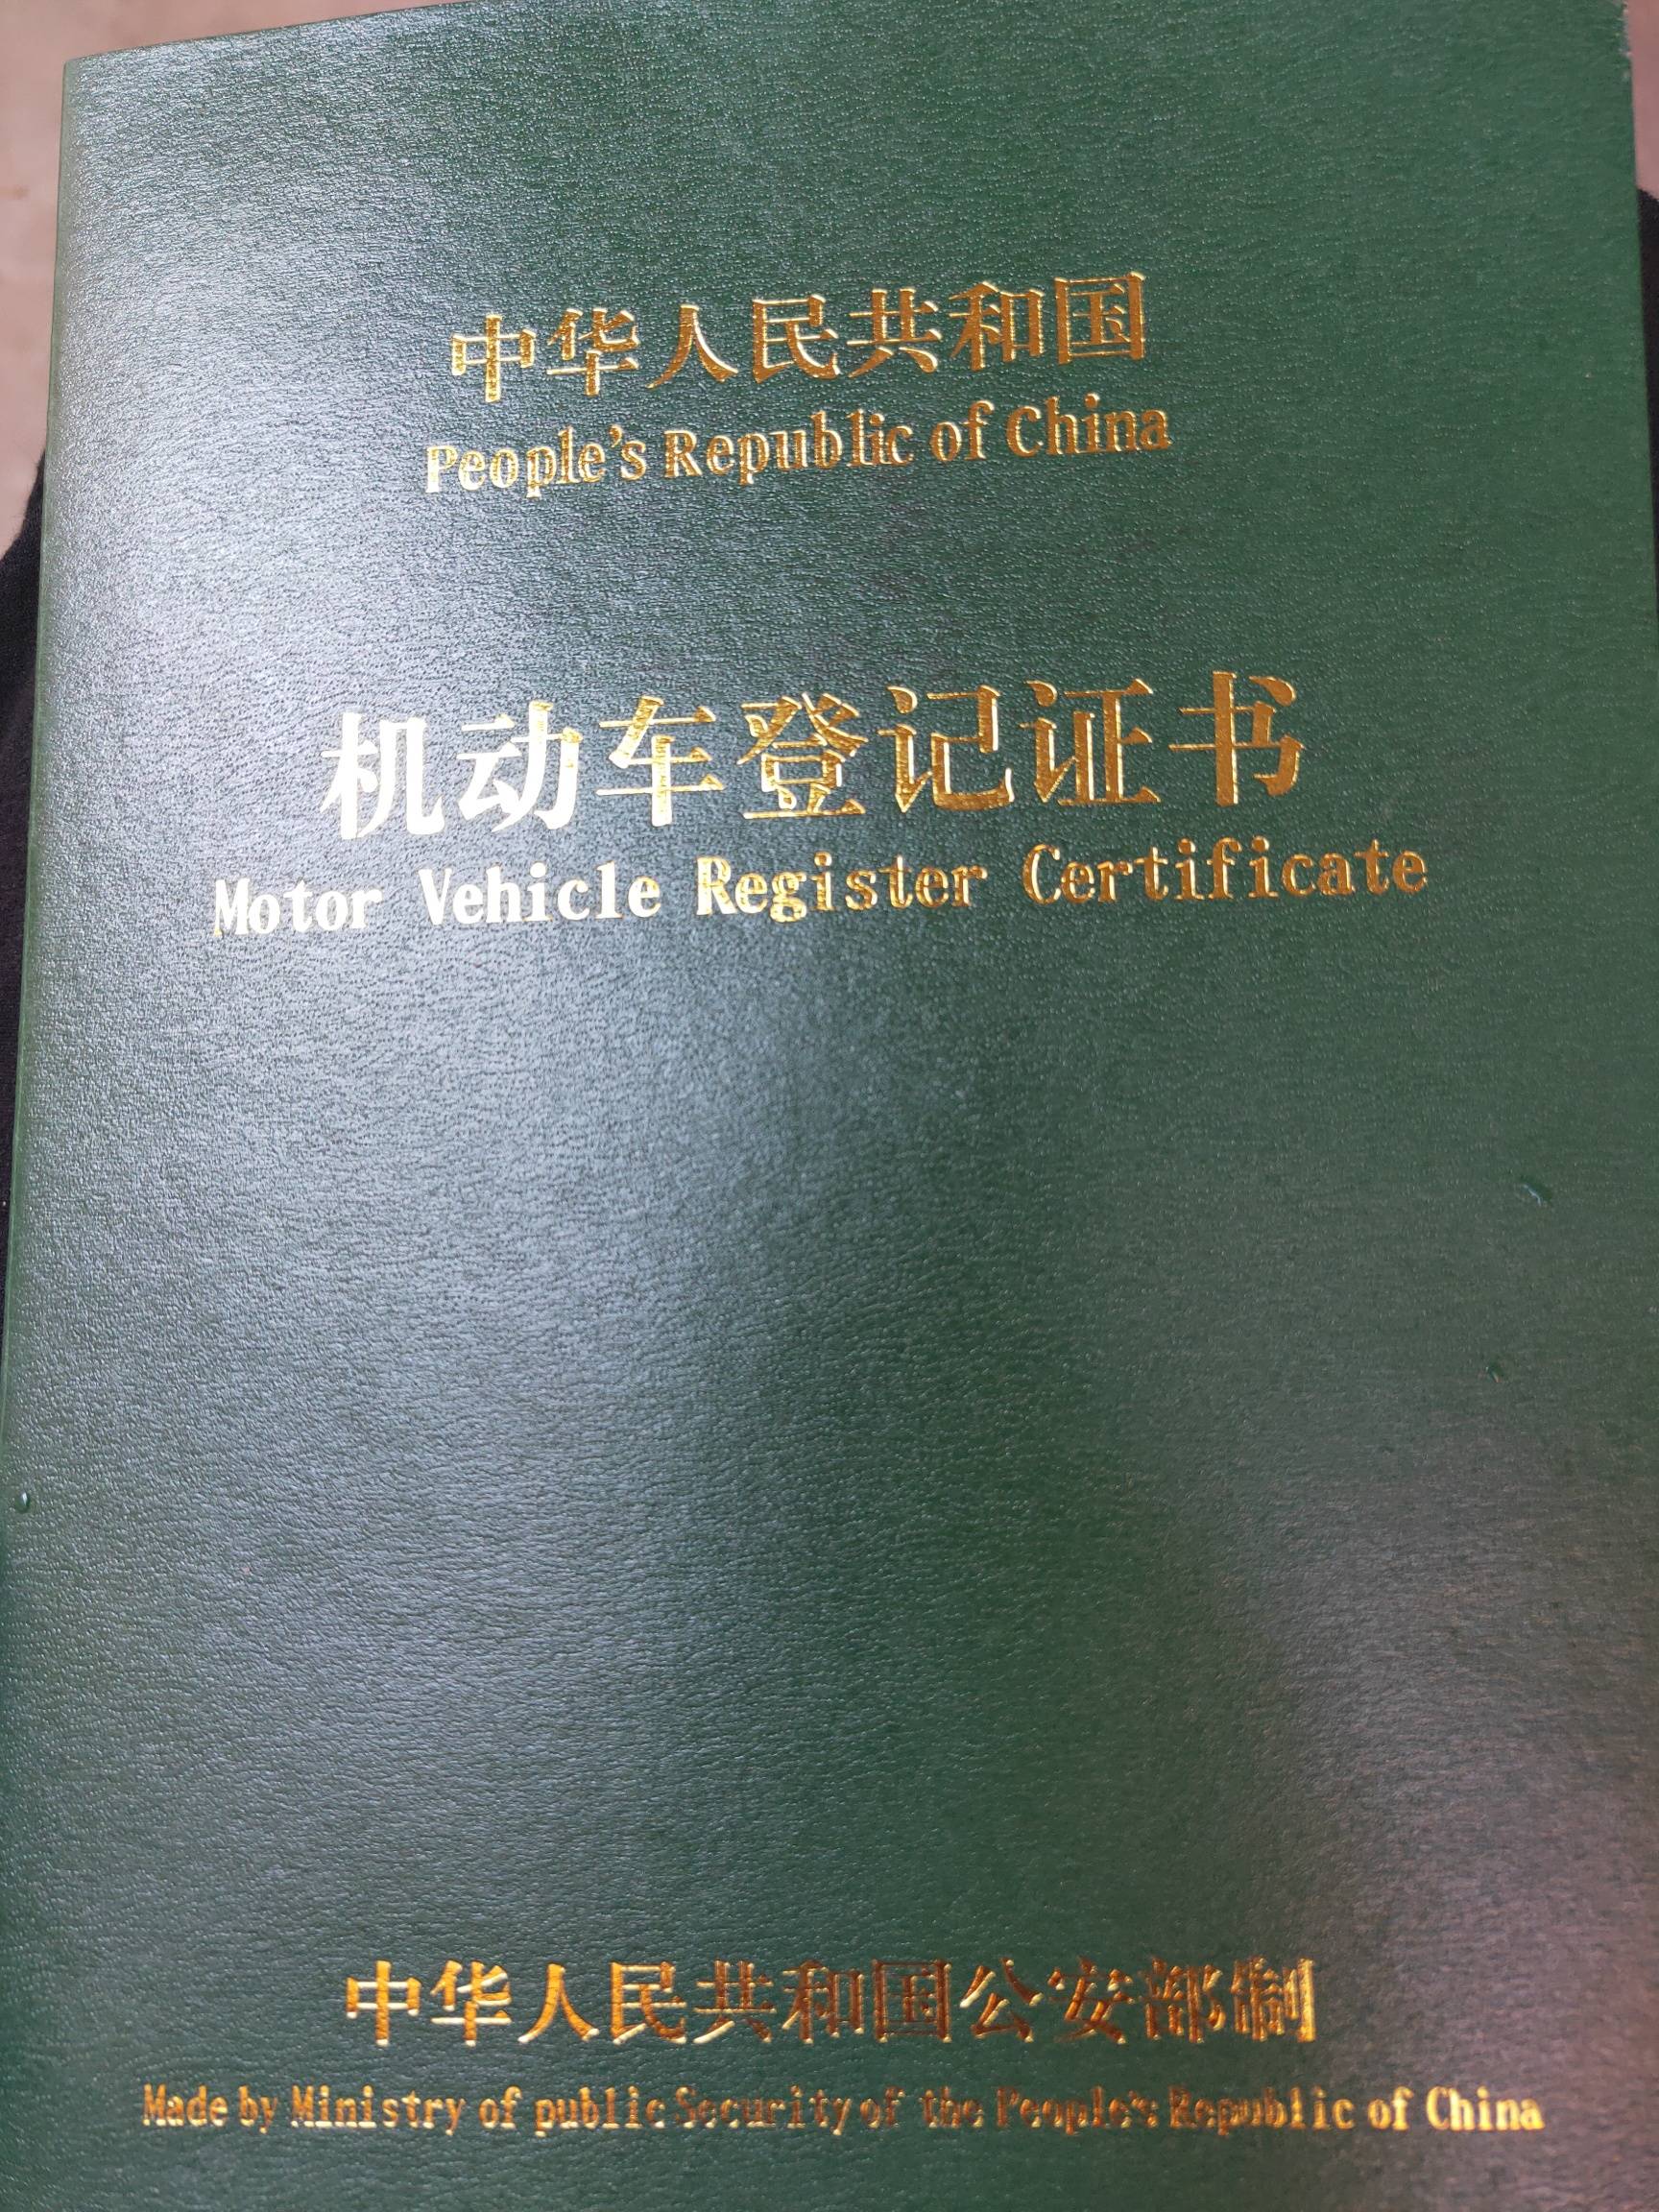 中华人民共和国
People's Republic of China
机动车登记证书
Motor Vehicle Register Certificate
中华人民共和国公安部制
Made by Ministry of public Security of the People's Republic of China